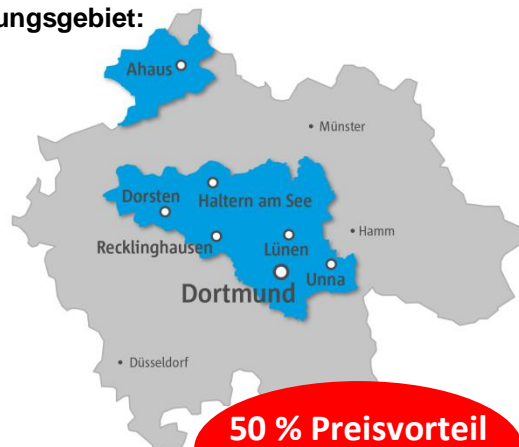 ungsgebiet:
Ahaus
Münster
Dorsten
Haltern am See
Hamm
Recklinghausen
Lünen
Unna
Dortmund
Düsseldorf
50 % Preisvorteil